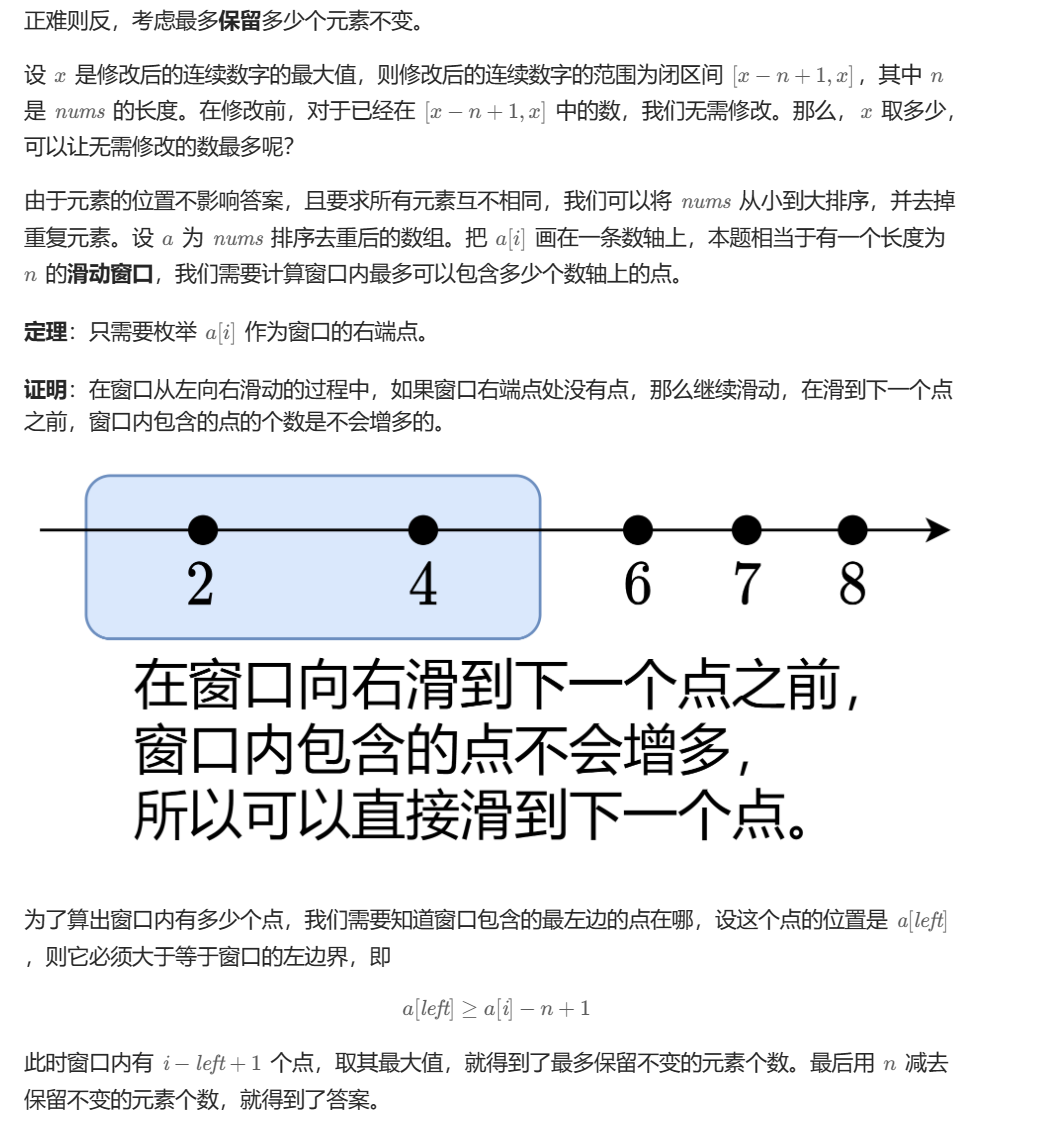 正难则反，考虑最多保留多少个元素不变。
设 x 是修改后的连续数字的最大值，则修改后的连续数字的范围为闭区间 [x − n + 1, x]，其中 n
是 nums 的长度。在修改前，对于已经在 [x − n + 1, x] 中的数，我们无需修改。那么，x 取多少，
可以让无需修改的数最多呢？
由于元素的位置不影响答案，且要求所有元素互不相同，我们可以将 nums 从小到大排序，并去掉
重复元素。设 a 为 nums 排序去重后的数组。把 a[i] 画在一条数轴上，本题相当于有一个长度为
n 的滑动窗口，我们需要计算窗口内最多可以包含多少个数轴上的点。
定理：只需要枚举 a[i] 作为窗口的右端点。
证明：在窗口从左向右滑动的过程中，如果窗口右端点处没有点，那么继续滑动，在滑到下一个点
之前，窗口内包含的点的个数是不会增多的。
2 4 6 7 8
在窗口向右滑到下一个点之前，
窗口内包含的点不会增多，
所以可以直接滑到下一个点。
为了算出窗口内有多少个点，我们需要知道窗口包含的最左边的点在哪，设这个点的位置是 a[left]
，则它必须大于等于窗口的左边界，即
a[left] ≥ a[i] − n + 1
此时窗口内有 i − left + 1 个点，取其最大值，就得到了最多保留不变的元素个数。最后用 n 减去
保留不变的元素个数，就得到了答案。